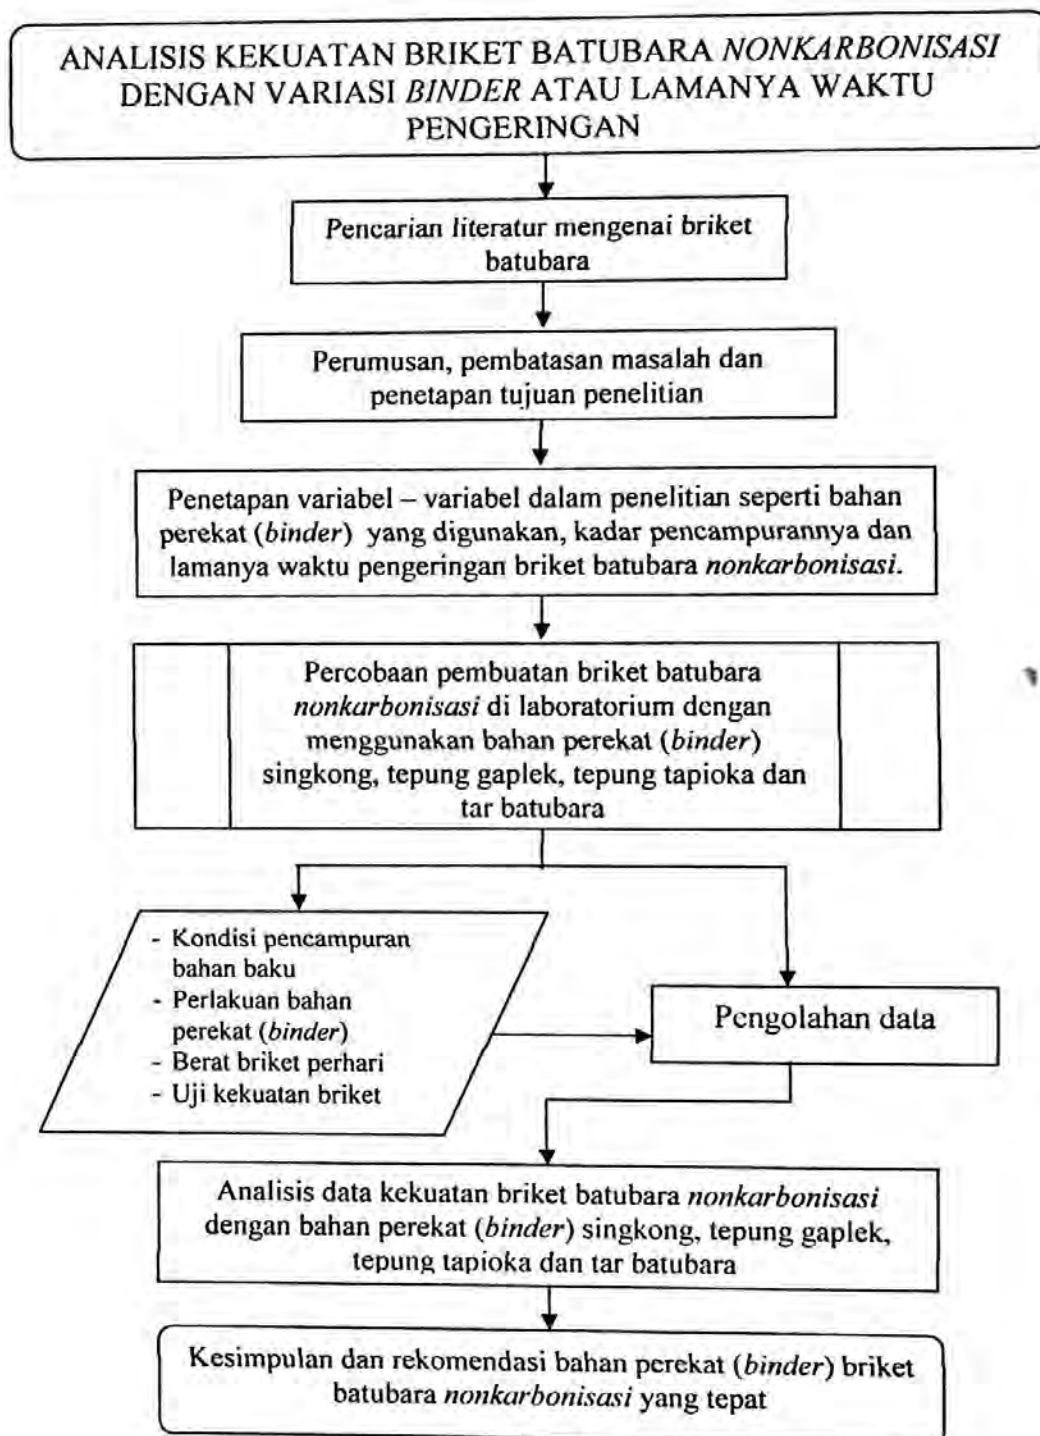 ANALISIS KEKUATAN BRIKET BATUBARA NONKARBONISASI
DENGAN VARIASI BINDER ATAU LAMANYA WAKTU
PENGERINGAN
Pencarian literatur mengenai briket
batubara
Perumusan, pembatasan masalah dan
penetapan tujuan penelitian
Penetapan variabel – variabel dalam penelitian seperti bahan
perekat (binder) yang digunakan, kadar pencampurannya dan
lamanya waktu pengeringan briket batubara nonkarbonisasi.
Percobaan pembuatan briket batubara
nonkarbonisasi di laboratorium dengan
menggunakan bahan perekat (binder)
singkong, tepung gaplek, tepung tapioka dan
tar batubara
- Kondisi pencampuran
bahan baku
- Perlakuan bahan
perekat (binder)
- Berat briket perhari
- Uji kekuatan briket
Pengolahan data
Analisis data kekuatan briket batubara nonkarbonisasi
dengan bahan perekat (binder) singkong, tepung gaplek,
tepung tapioka dan tar batubara
Kesimpulan dan rekomendasi bahan perekat (binder) briket
batubara nonkarbonisasi yang tepat